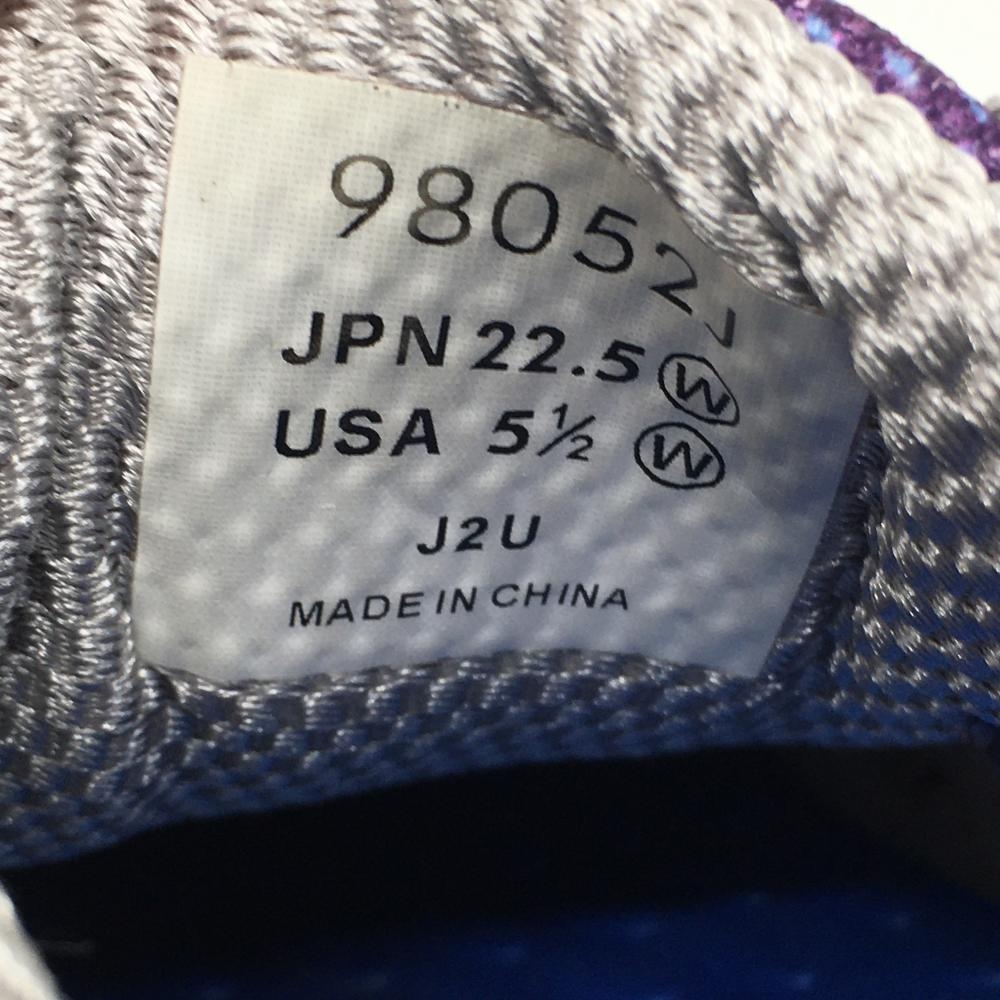 98052
JPN 22.5 Ⓦ
USA 5½ Ⓦ
J2U
MADE IN CHINA